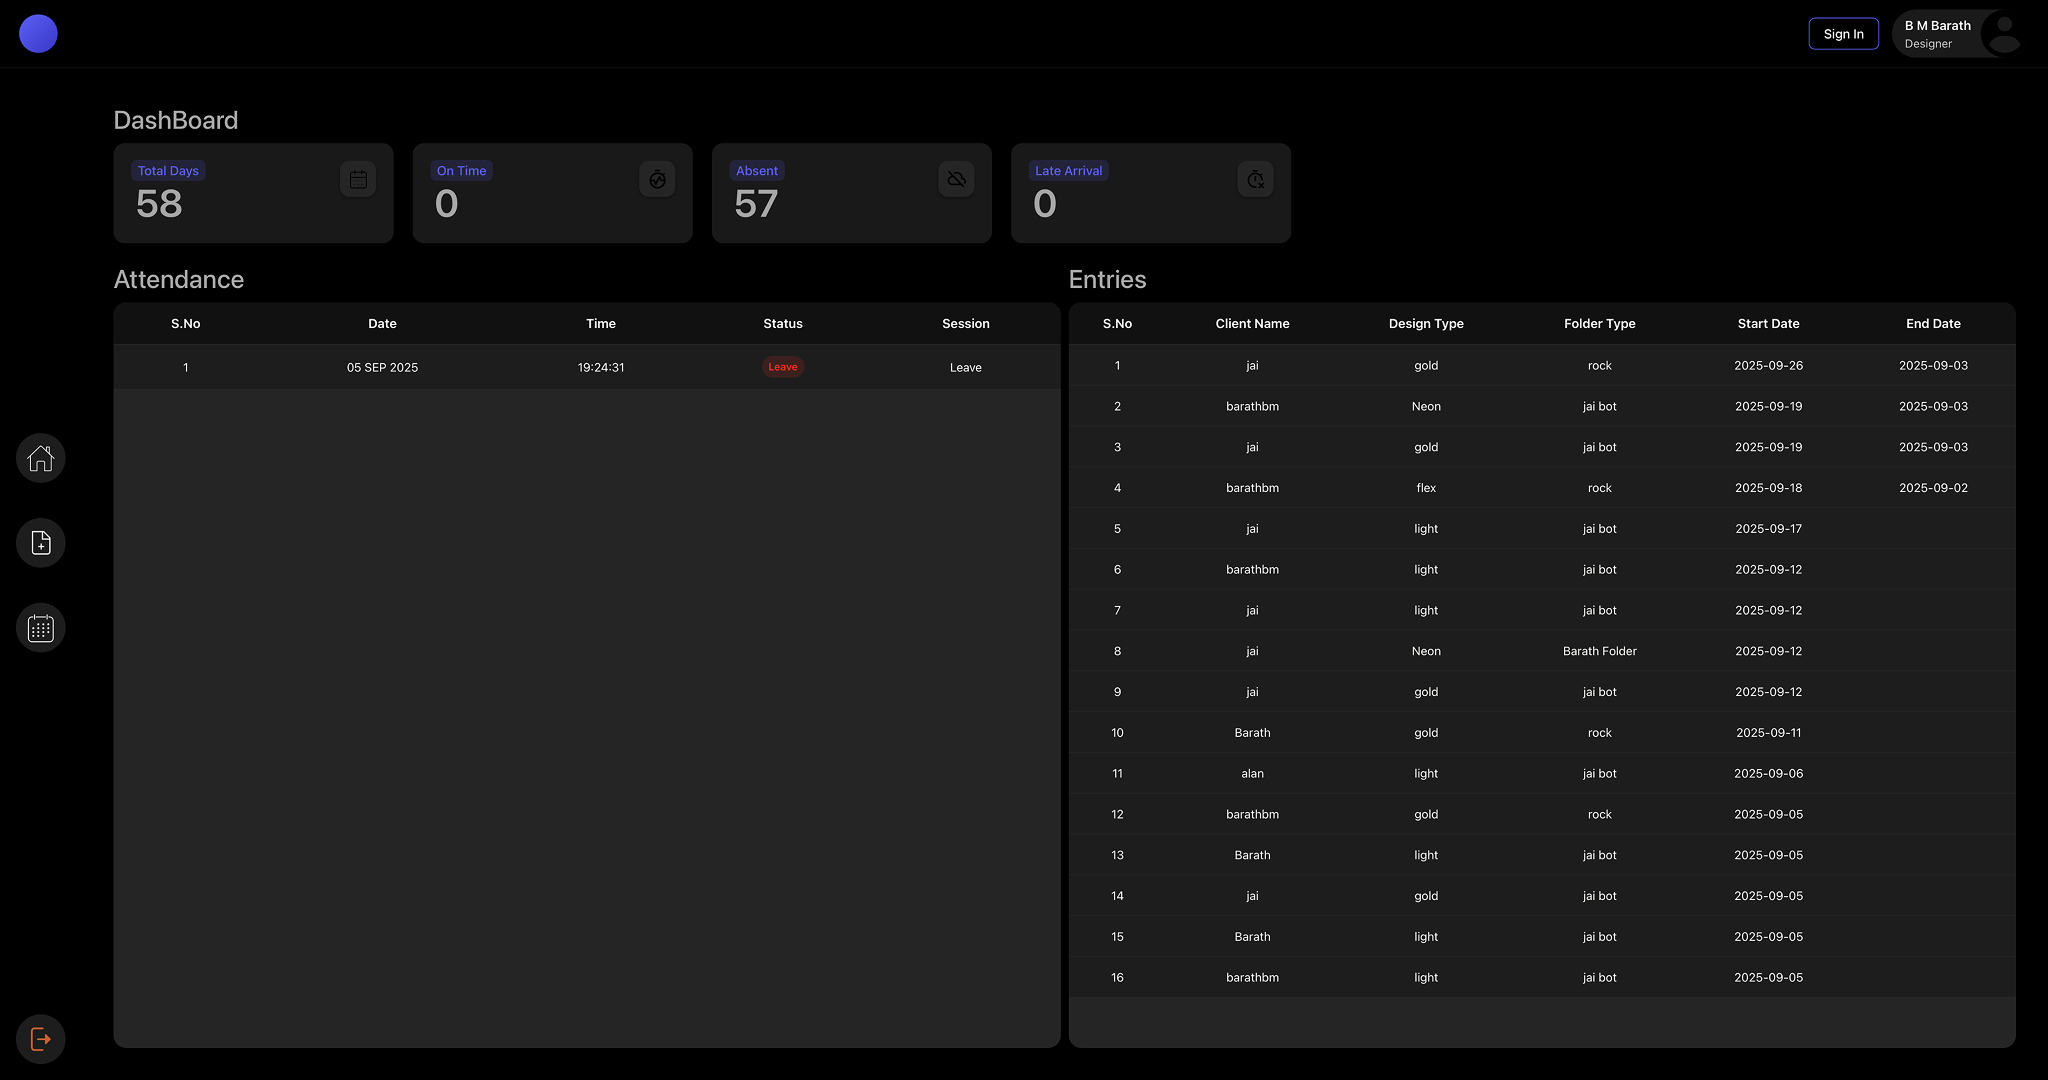 Sign In
B M Barath
Designer
DashBoard
Total Days
58
On Time
0
Absent
57
Late Arrival
0
Attendance
S.No Date Time Status Session
1 05 SEP 2025 19:24:31 Leave Leave
Entries
S.No Client Name Design Type Folder Type Start Date End Date
1 jai gold rock 2025-09-26 2025-09-03
2 barathbm Neon jai bot 2025-09-19 2025-09-03
3 jai gold jai bot 2025-09-19 2025-09-03
4 barathbm flex rock 2025-09-18 2025-09-02
5 jai light jai bot 2025-09-17
6 barathbm light jai bot 2025-09-12
7 jai light jai bot 2025-09-12
8 jai Neon Barath Folder 2025-09-12
9 jai gold jai bot 2025-09-12
10 Barath gold rock 2025-09-11
11 alan light jai bot 2025-09-06
12 barathbm gold rock 2025-09-05
13 Barath light jai bot 2025-09-05
14 jai gold jai bot 2025-09-05
15 Barath light jai bot 2025-09-05
16 barathbm light jai bot 2025-09-05